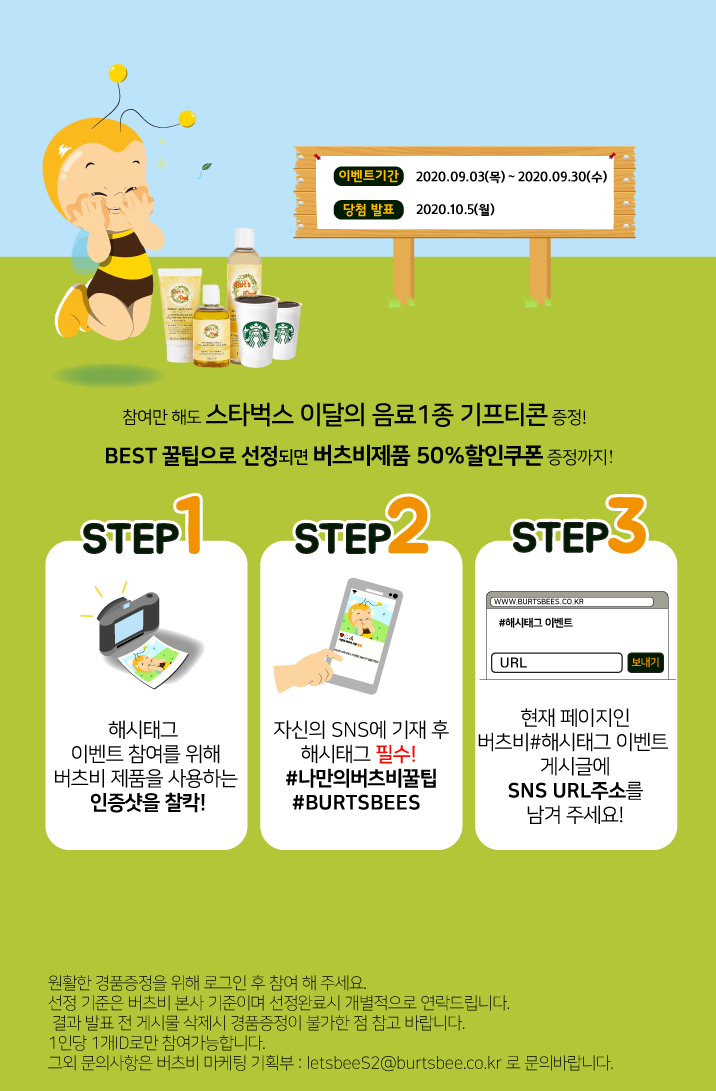 이벤트기간 2020.09.03(목) ~ 2020.09.30(수)
당첨 발표 2020.10.5(월)
참여만 해도 스타벅스 이달의 음료1종 기프티콘 증정!
BEST 꿀팁으로 선정되면 버츠비제품 50%할인쿠폰 증정까지!
STEP1
해시태그
이벤트 참여를 위해
버츠비 제품을 사용하는
인증샷을 찰칵!
STEP2
자신의 SNS에 기재 후
해시태그 필수!
#나만의버츠비꿀팁
#BURTSBEES
STEP3
WWW.BURTSBEES.CO.KR
#해시태그 이벤트
URL 보내기
현재 페이지인
버츠비#해시태그 이벤트
게시글에
SNS URL주소를
남겨 주세요!
원활한 경품증정을 위해 로그인 후 참여 해 주세요.
선정 기준은 버츠비 본사 기준이며 선정완료시 개별적으로 연락드립니다.
결과 발표 전 게시물 삭제시 경품증정이 불가한 점 참고 바랍니다.
1인당 1개ID로만 참여가능합니다.
그외 문의사항은 버츠비 마케팅 기획부 : letsbeeS2@burtsbee.co.kr 로 문의바랍니다.